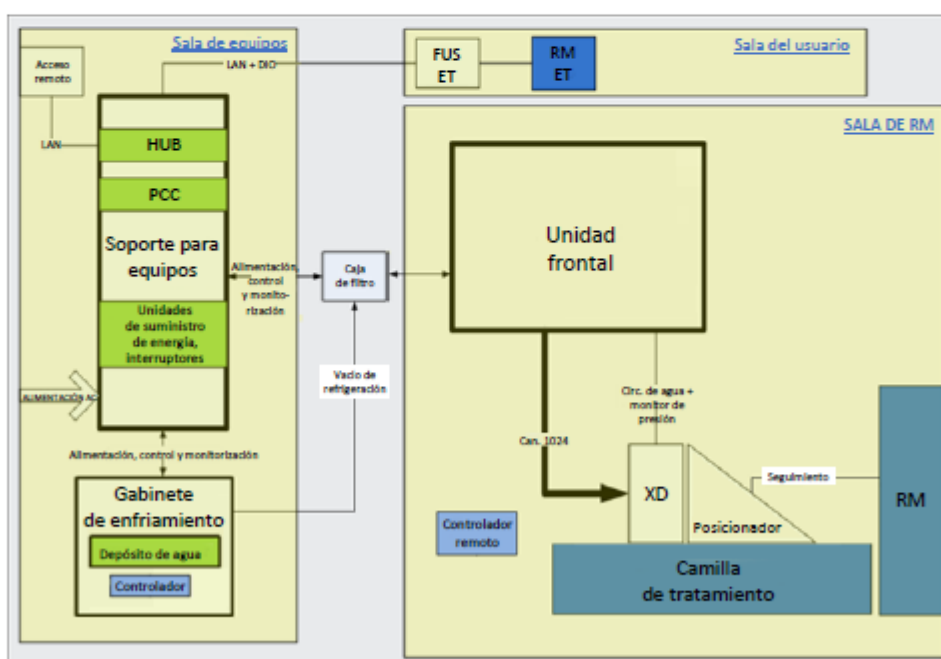 Sala de equipos
Acceso
remoto
LAN + DIO
LAN
HUB
PCC
Soporte para
equipos
Unidades
de suministro
de energía,
interruptores
ALIMENTACIÓN AC
Alimentación, control y monitorización
Gabinete
de enfriamiento
Depósito de agua
Controlador
Alimentación,
control
y monito-
rización
Caja
de filtro
Vacío de
refrigeración
Sala del usuario
FUS
ET
RM
ET
SALA DE RM
Unidad
frontal
Circ. de agua +
monitor de
presión
Can. 1024
XD
Seguimiento
Posicionador
RM
Controlador
remoto
Camilla
de tratamiento